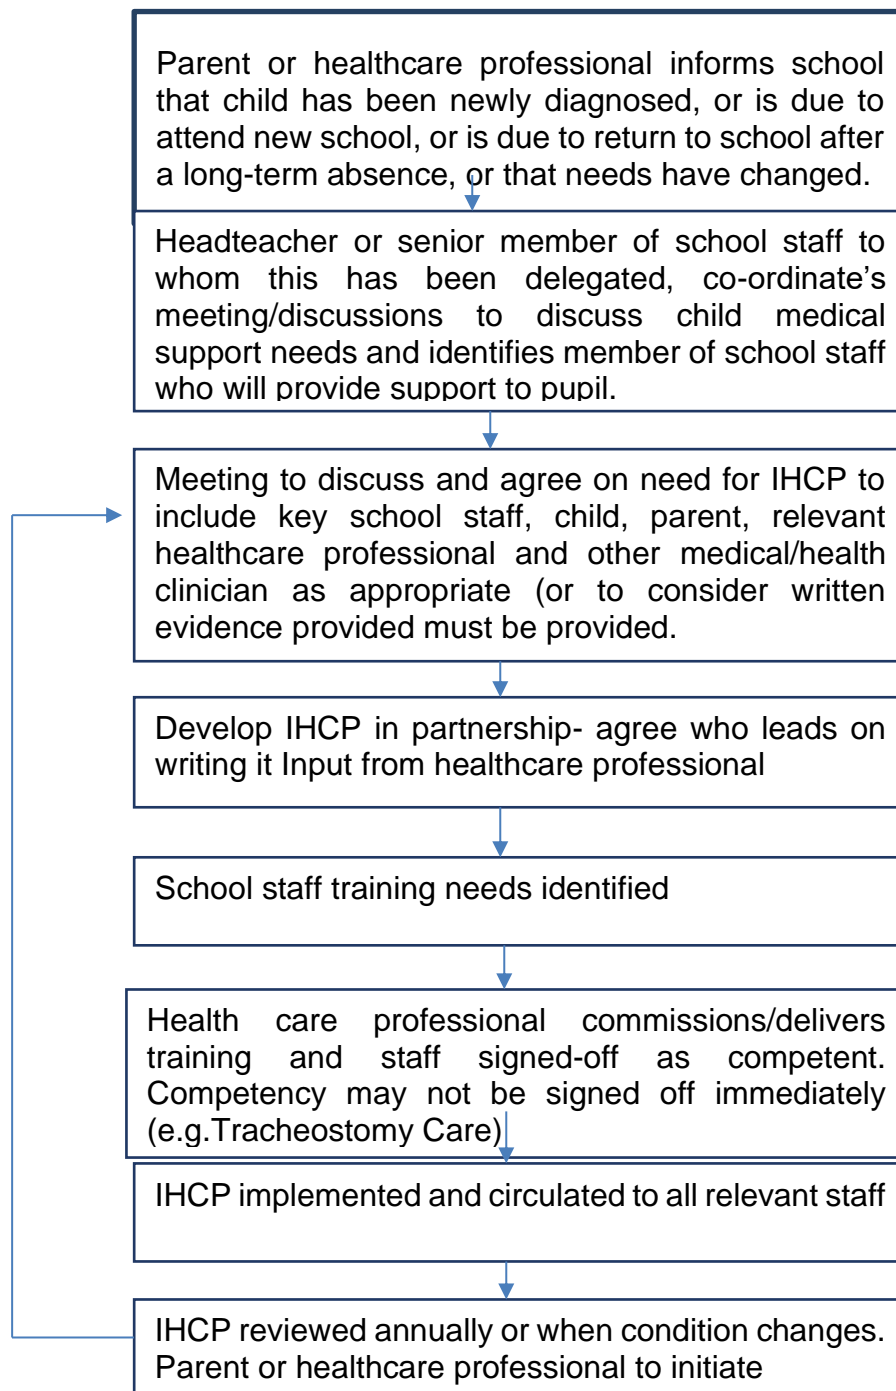 Parent or healthcare professional informs school
that child has been newly diagnosed, or is due to
attend new school, or is due to return to school after
a long-term absence, or that needs have changed.
Headteacher or senior member of school staff to
whom this has been delegated, co-ordinate’s
meeting/discussions to discuss child medical
support needs and identifies member of school staff
who will provide support to pupil.
Meeting to discuss and agree on need for IHCP to
include key school staff, child, parent, relevant
healthcare professional and other medical/health
clinician as appropriate (or to consider written
evidence provided must be provided.
Develop IHCP in partnership- agree who leads on
writing it Input from healthcare professional
School staff training needs identified
Health care professional commissions/delivers
training and staff signed-off as competent.
Competency may not be signed off immediately
(e.g.Tracheostomy Care)
IHCP implemented and circulated to all relevant staff
IHCP reviewed annually or when condition changes.
Parent or healthcare professional to initiate